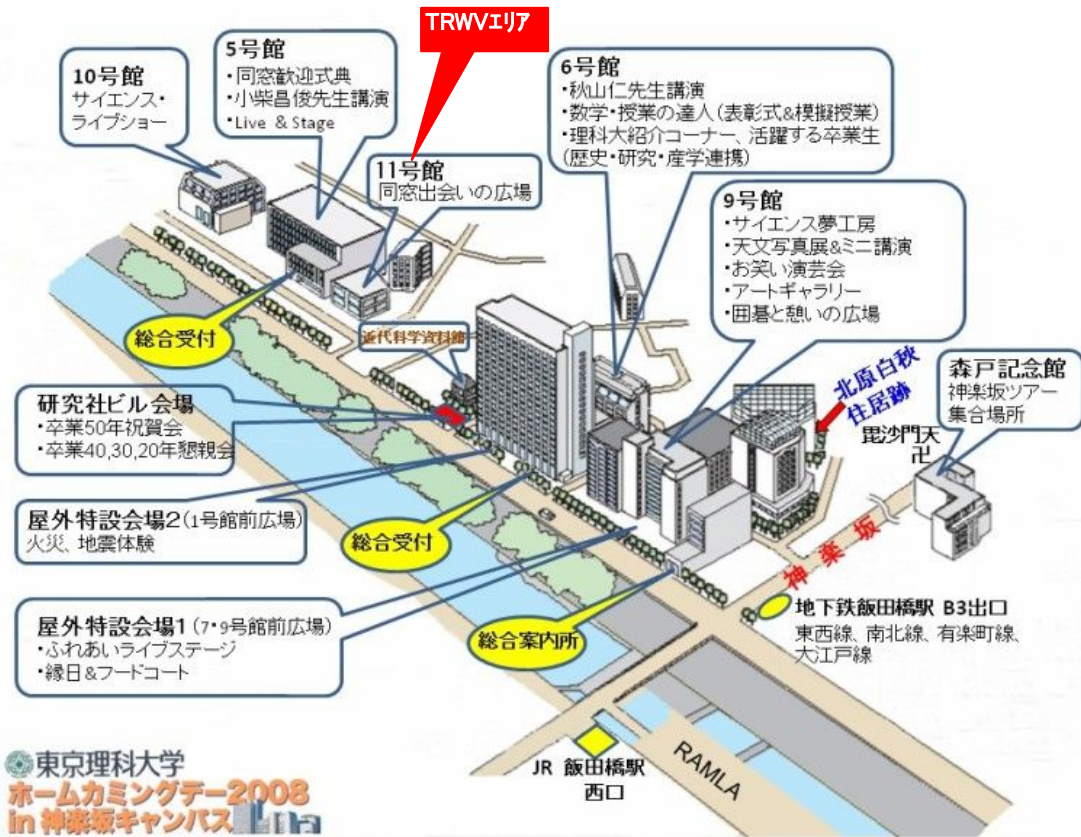 TRWVエリア
10号館
サイエンス・
ライブショー
5号館
・同窓歓迎式典
・小柴昌俊先生講演
・Live & Stage
11号館
同窓出会いの広場
6号館
・秋山仁先生講演
・数学・授業の達人(表彰式&模擬授業)
・理科大紹介コーナー、活躍する卒業生
(歴史・研究・産学連携)
9号館
・サイエンス夢工房
・天文写真展&ミニ講演
・お笑い演芸会
・アートギャラリー
・囲碁と憩いの広場
総合受付
近代科学資料館
北原白秋
住居跡
毘沙門天
卍
森戸記念館
神楽坂ツアー
集合場所
研究社ビル会場
・卒業50年祝賀会
・卒業40,30,20年懇親会
屋外特設会場2(1号館前広場)
火災、地震体験
総合受付
神楽坂
屋外特設会場1(7・9号館前広場)
・ふれあいライブステージ
・縁日&フードコート
総合案内所
地下鉄飯田橋駅 B3出口
東西線、南北線、有楽町線、
大江戸線
JR 飯田橋駅
西口
RAMLA
東京理科大学
ホームカミングデー2008
in 神楽坂キャンパス